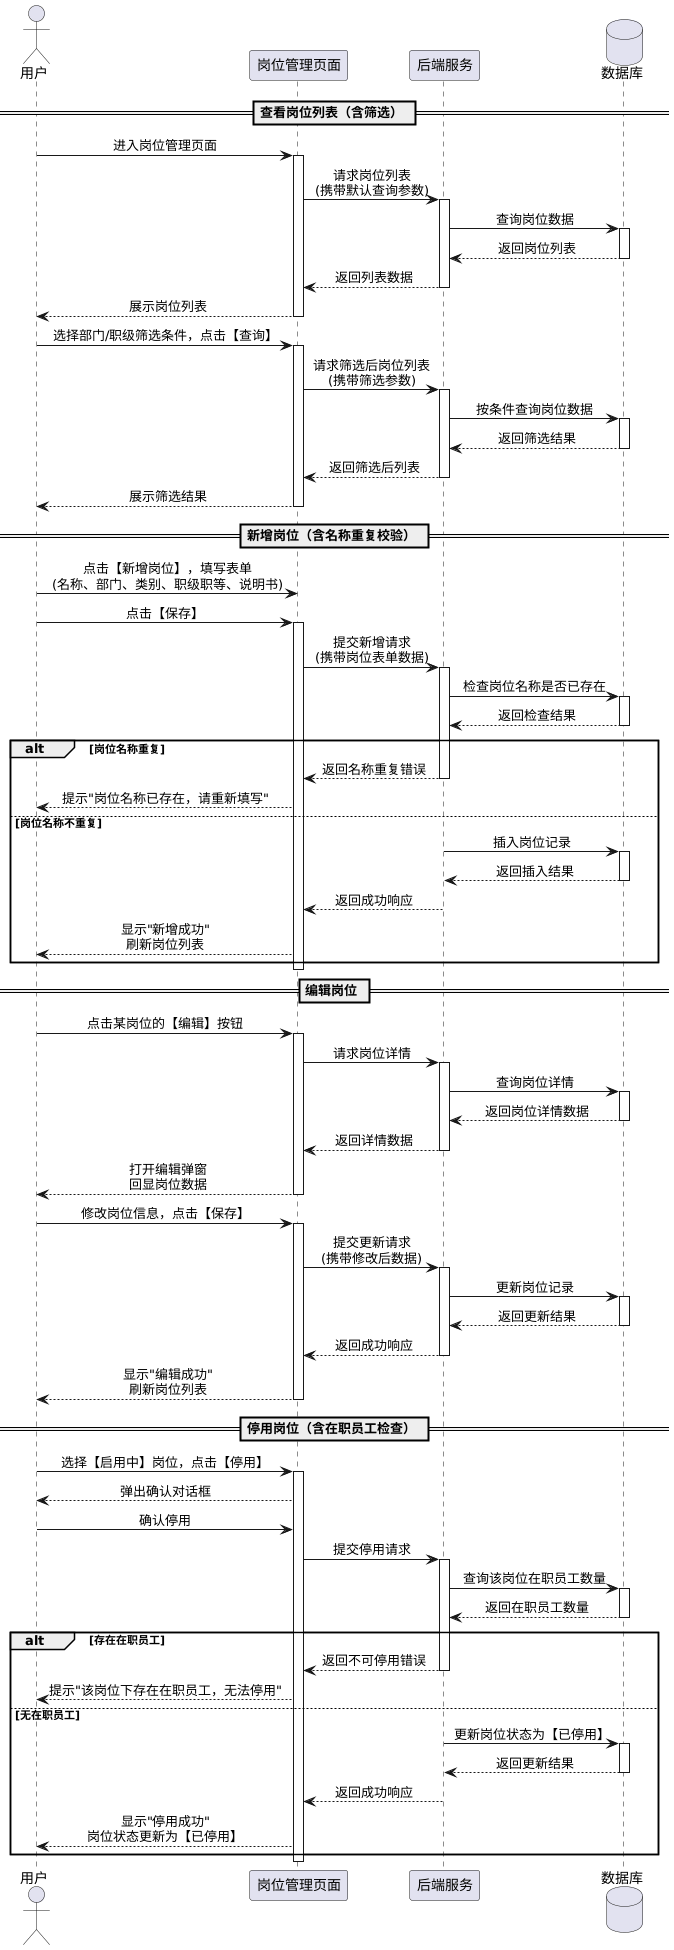 用户
岗位管理页面
后端服务
数据库
查看岗位列表（含筛选）
进入岗位管理页面
请求岗位列表
(携带默认查询参数)
查询岗位数据
返回岗位列表
返回列表数据
展示岗位列表
选择部门/职级筛选条件，点击【查询】
请求筛选后岗位列表
(携带筛选参数)
按条件查询岗位数据
返回筛选结果
返回筛选后列表
展示筛选结果
新增岗位（含名称重复校验）
点击【新增岗位】，填写表单
(名称、部门、类别、职级职等、说明书)
点击【保存】
提交新增请求
(携带岗位表单数据)
检查岗位名称是否已存在
返回检查结果
alt [岗位名称重复]
返回名称重复错误
提示"岗位名称已存在，请重新填写"
[岗位名称不重复]
插入岗位记录
返回插入结果
返回成功响应
显示"新增成功"
刷新岗位列表
编辑岗位
点击某岗位的【编辑】按钮
请求岗位详情
查询岗位详情
返回岗位详情数据
返回详情数据
打开编辑弹窗
回显岗位数据
修改岗位信息，点击【保存】
提交更新请求
(携带修改后数据)
更新岗位记录
返回更新结果
返回成功响应
显示"编辑成功"
刷新岗位列表
停用岗位（含在职员工检查）
选择【启用中】岗位，点击【停用】
弹出确认对话框
确认停用
提交停用请求
查询该岗位在职员工数量
返回在职员工数量
alt [存在在职员工]
返回不可停用错误
提示"该岗位下存在在职员工，无法停用"
[无在职员工]
更新岗位状态为【已停用】
返回更新结果
返回成功响应
显示"停用成功"
岗位状态更新为【已停用】
用户
岗位管理页面
后端服务
数据库